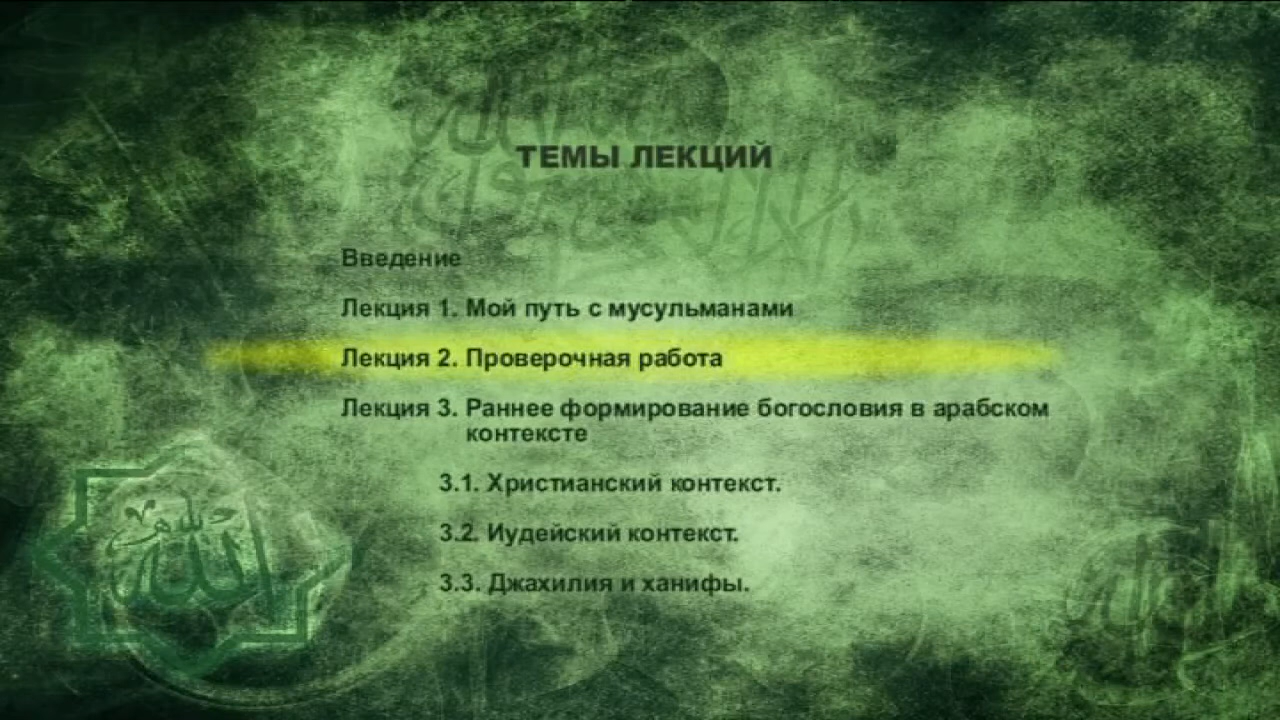 ТЕМЫ ЛЕКЦИЙ
Введение
Лекция 1. Мой путь с мусульманами
Лекция 2. Проверочная работа
Лекция 3. Раннее формирование богословия в арабском
контексте
3.1. Христианский контекст.
3.2. Иудейский контекст.
3.3. Джахилия и ханифы.
الله